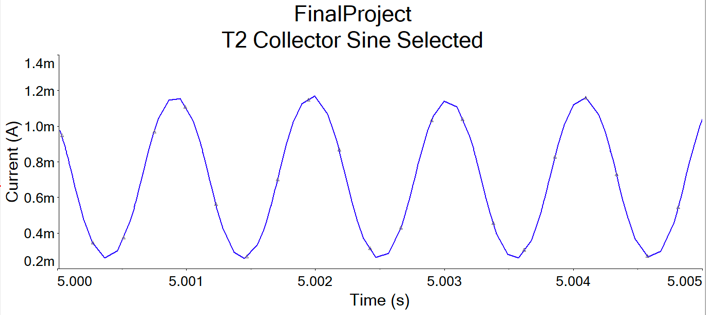 FinalProject
T2 Collector Sine Selected
1.4m
1.2m
1.0m
0.8m
0.6m
0.4m
0.2m
Current (A)
5.000 5.001 5.002 5.003 5.004 5.005
Time (s)